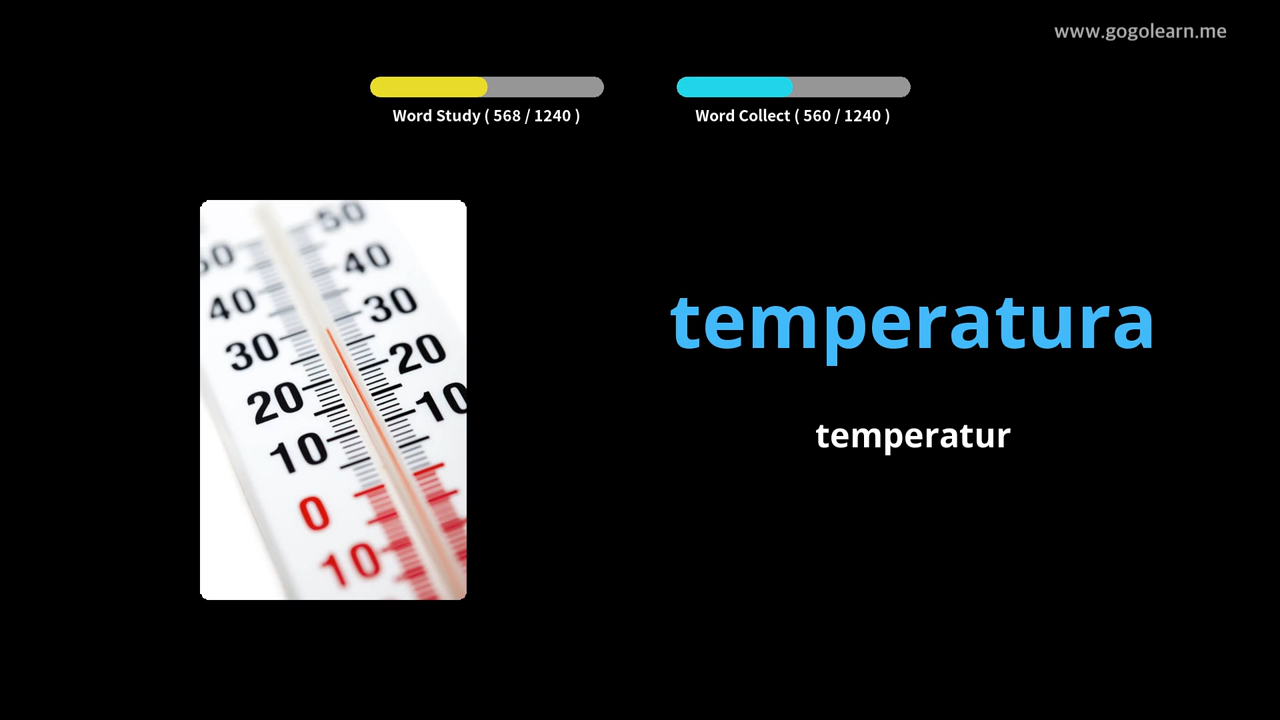 www.gogolearn.me
Word Study ( 568 / 1240 )
Word Collect ( 560 / 1240 )
50
40
40
30
30
20
20
10
10
0
10
temperatura
temperatur